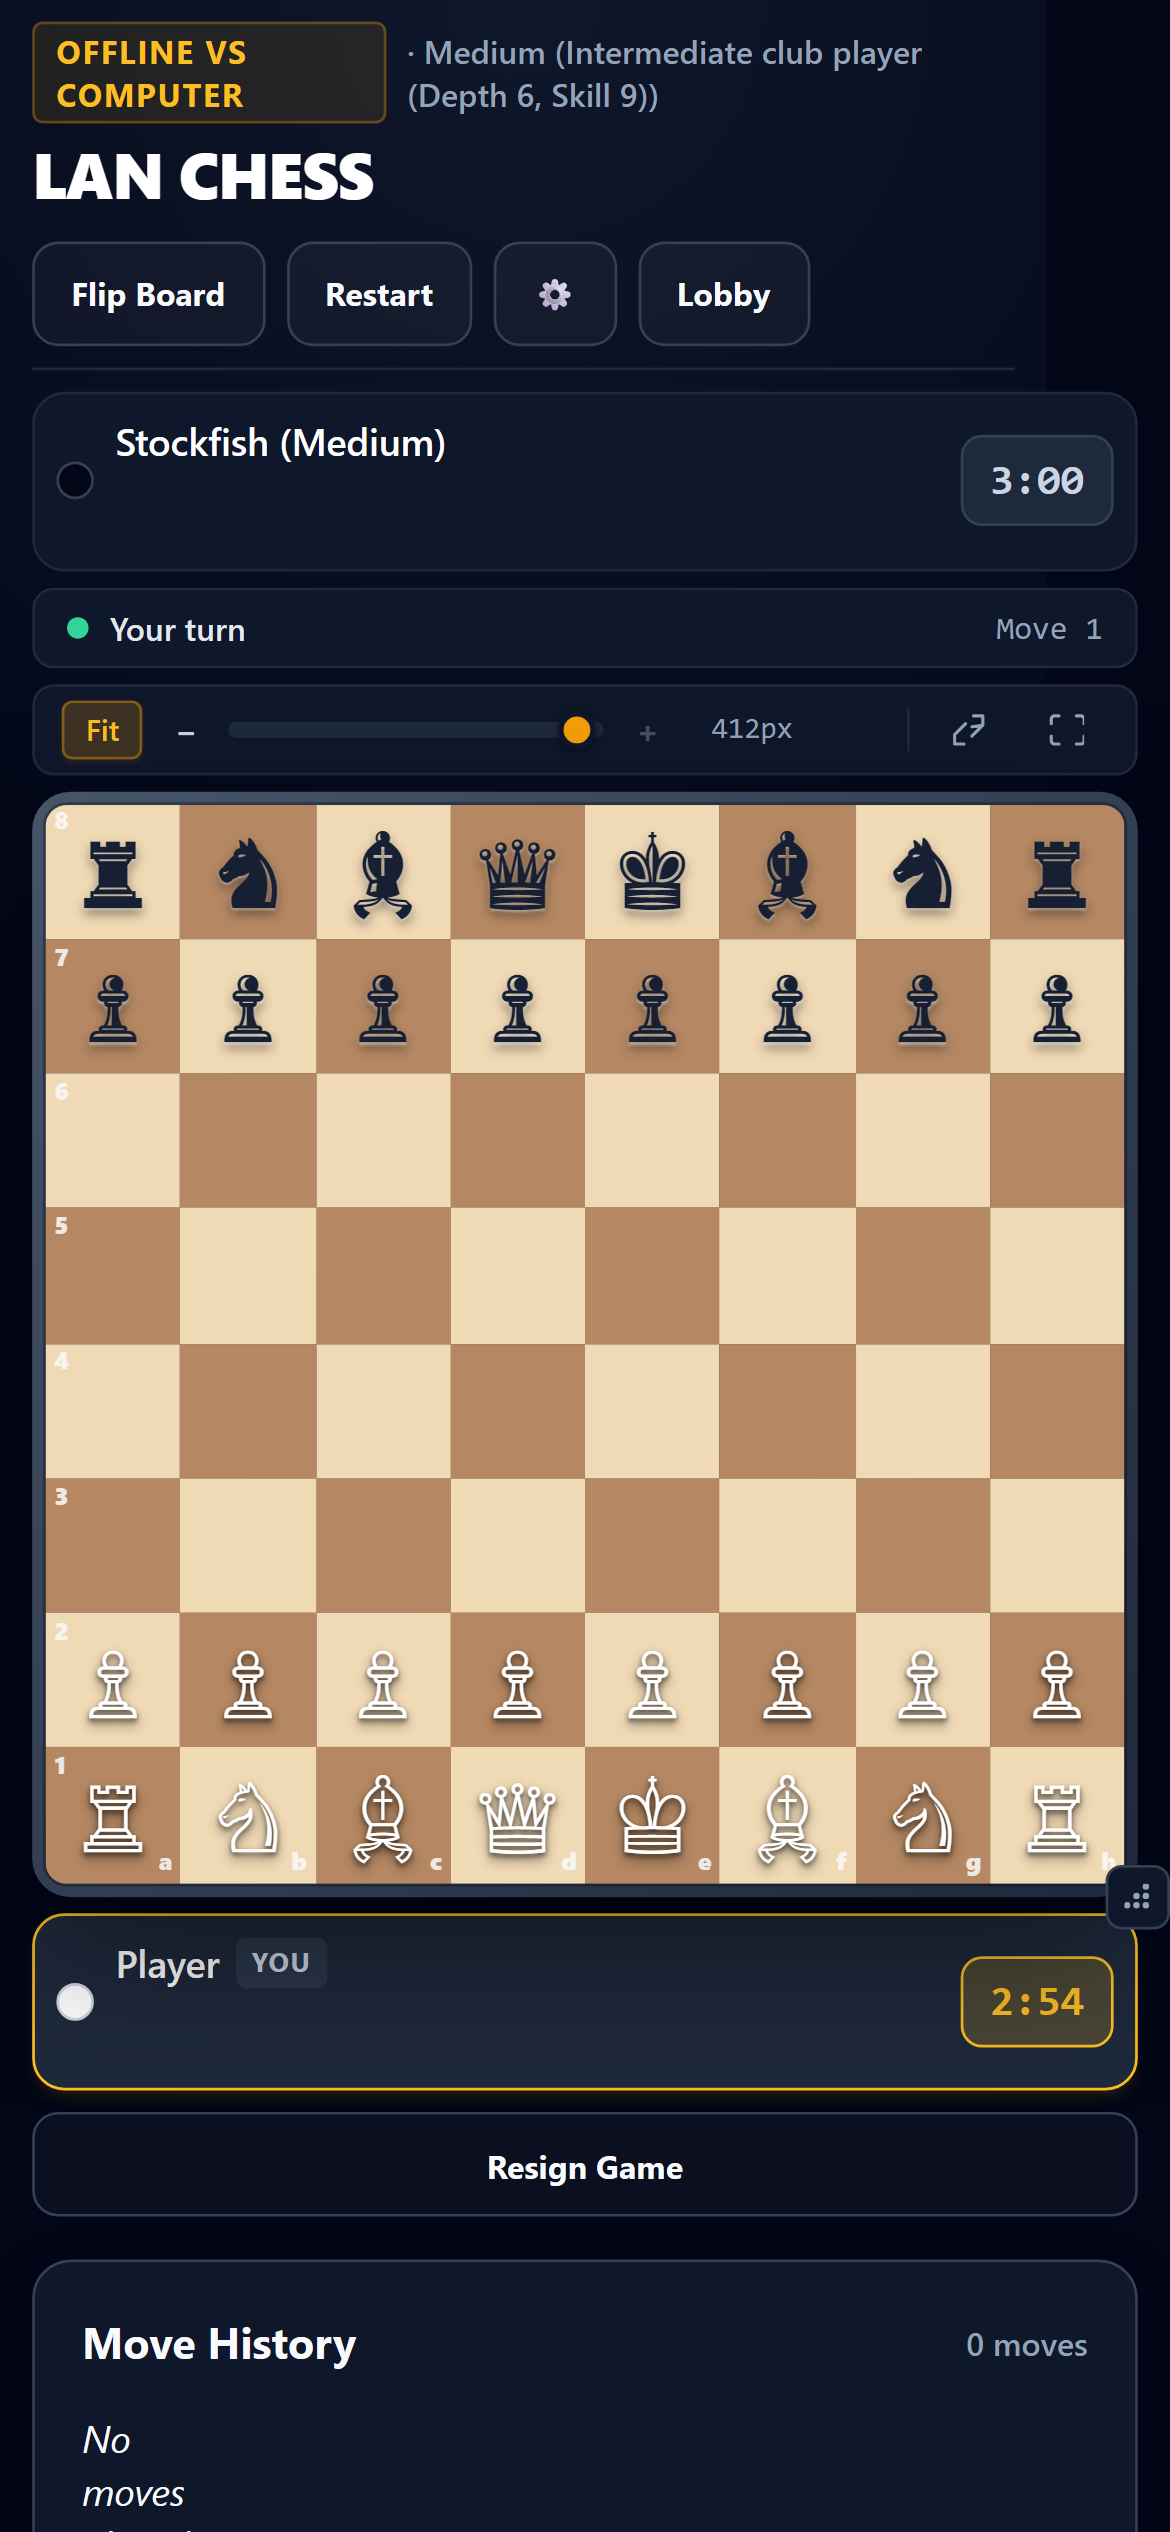 OFFLINE VS
COMPUTER
· Medium (Intermediate club player
(Depth 6, Skill 9))
LAN CHESS
Flip Board
Restart
Lobby
Stockfish (Medium)
3:00
Your turn
Move 1
Fit
−
+
412px
8
7
6
5
4
3
2
1
a
b
c
d
e
f
g
h
Player
YOU
2:54
Resign Game
Move History
0 moves
No
moves